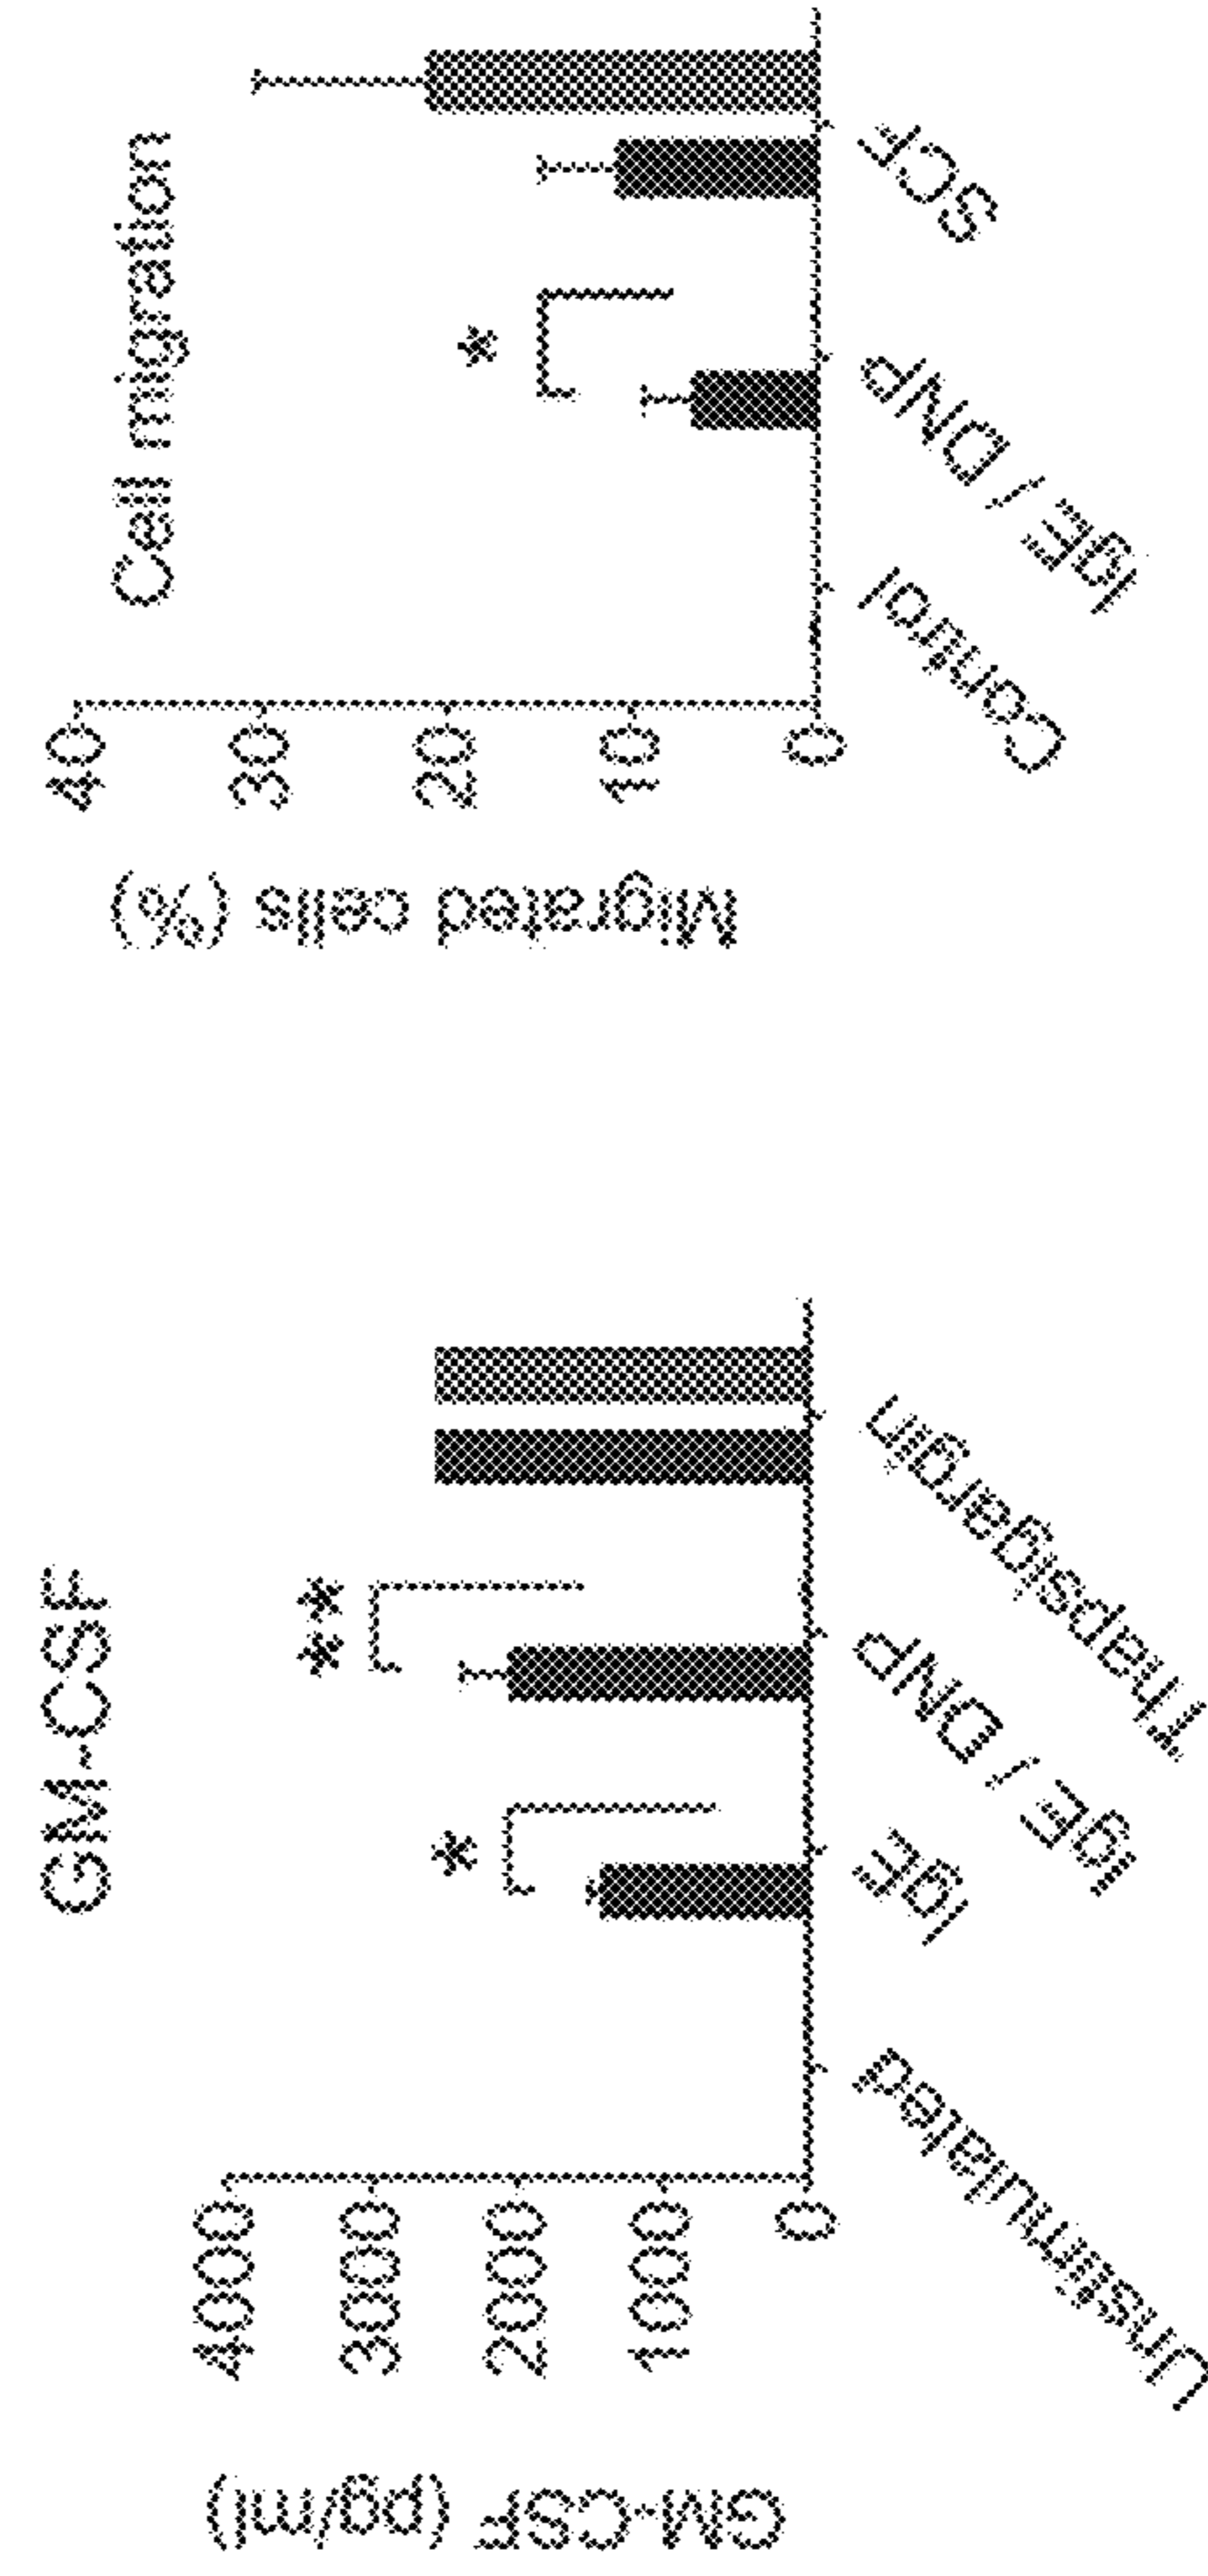 GM-CSF
GM-CSF (pg/ml)
4000
3000
2000
1000
0
*
**
Unstimulated
IgE
IgE / DNP
Thapsigargin
Cell migration
Migrated cells (%)
40
30
20
10
0
*
Control
IgE / DNP
SCF